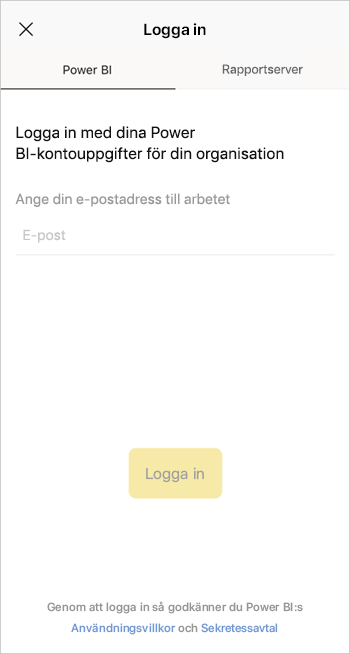 Logga in
Power BI
Rapportserver
Logga in med dina Power
BI-kontouppgifter för din organisation
Ange din e-postadress till arbetet
E-post
Logga in
Genom att logga in så godkänner du Power BI:s
Användningsvillkor och Sekretessavtal